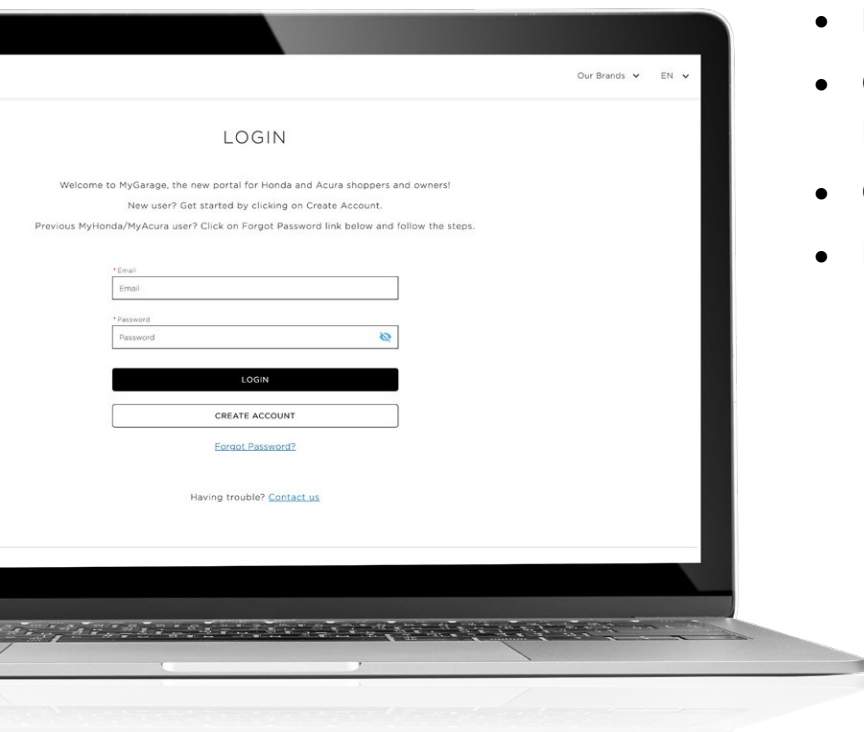 Our Brands
EN
LOGIN
Welcome to MyGarage, the new portal for Honda and Acura shoppers and owners!
New user? Get started by clicking on Create Account.
Previous MyHonda/MyAcura user? Click on Forgot Password link below and follow the steps.
*Email
Email
*Password
Password
LOGIN
CREATE ACCOUNT
Forgot Password?
Having trouble? Contact us